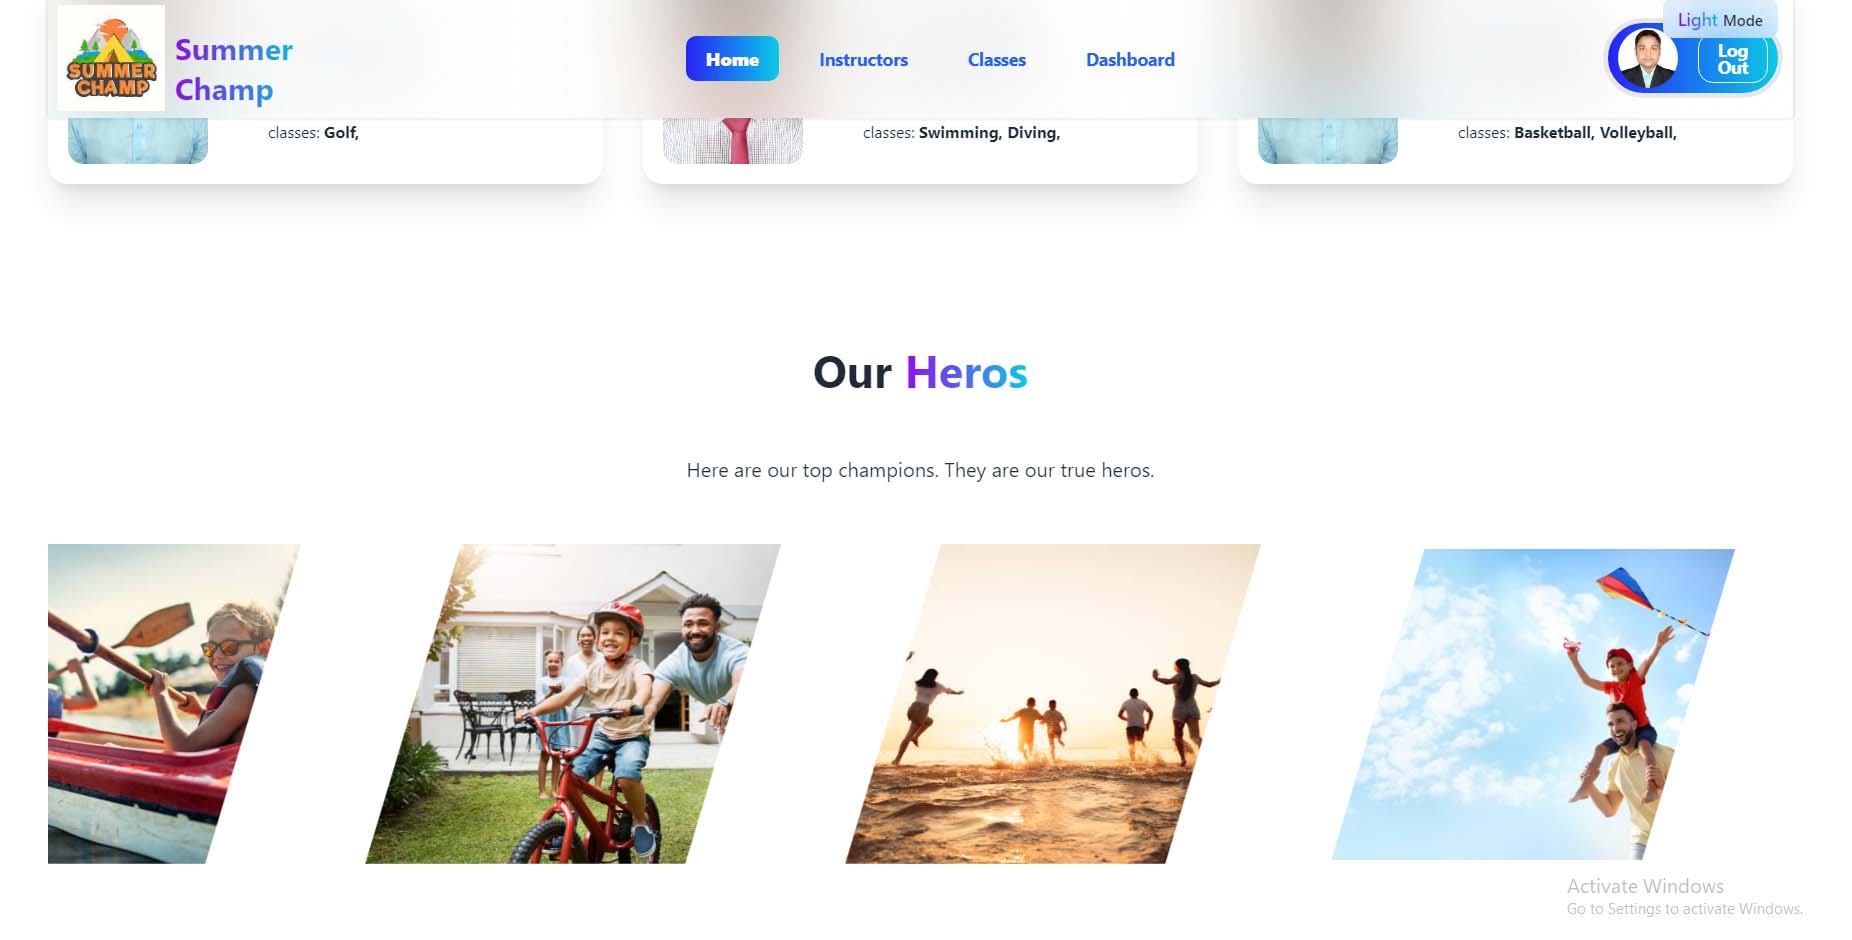 Light Mode
SUMMER
CHAMP
Summer
Champ
Home
Instructors
Classes
Dashboard
Log
Out
classes: Golf,
classes: Swimming, Diving,
classes: Basketball, Volleyball,
Our Heros
Here are our top champions. They are our true heros.
Activate Windows
Go to Settings to activate Windows.